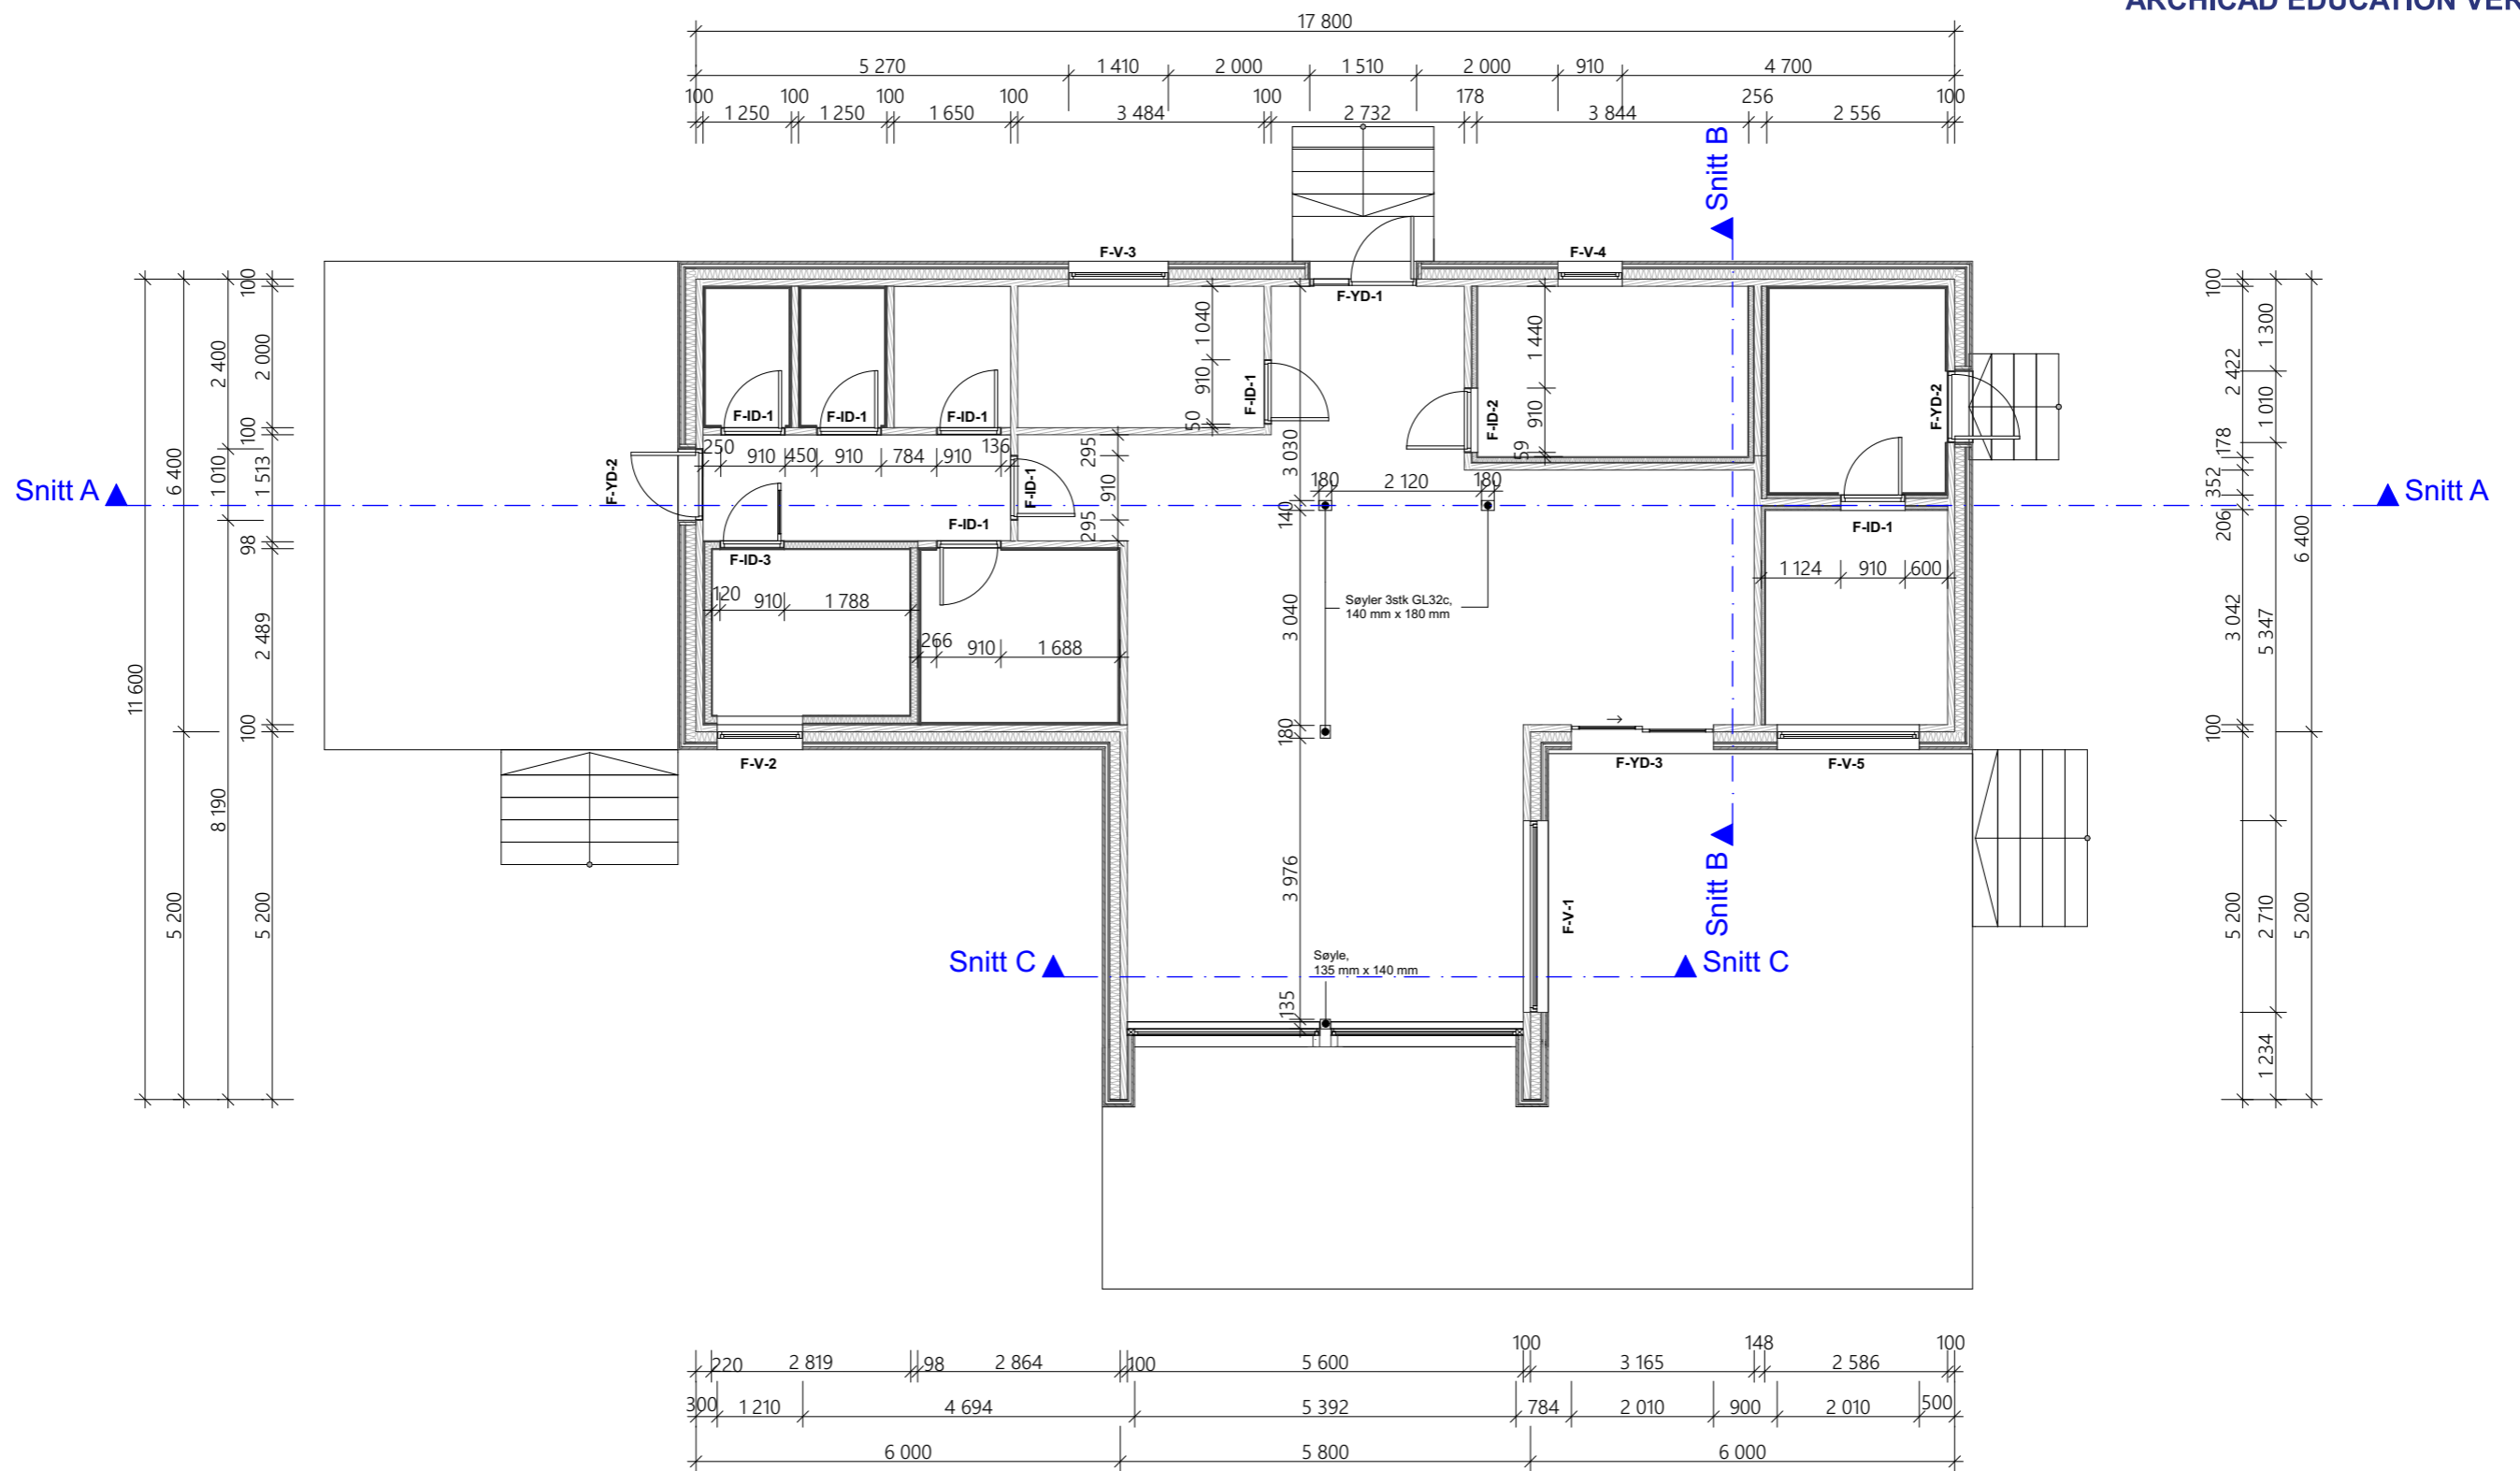 ARCHICAD EDUCATION VER
17 800
5 270 1 410 2 000 1 510 2 000 910 4 700
100 100 100 100 100 178 256 100
1 250 1 250 1 650 3 484 2 732 3 844 2 556
Snitt B
F-V-3 F-V-4
F-YD-1
100 2 000 100 1 513 98 2 489 100 5 200
2 400 1 010 8 190
6 400 5 200
11 600
F-ID-1 F-ID-1 F-ID-1
1 040 910 50
F-ID-1
1 440 910 59
F-ID-2
F-YD-2
250 910 450 910 784 910 136
295 910 295
F-YD-2
F-ID-1
F-ID-1
F-ID-3
180 2 120 180
3 030 140 3 040 180 3 976 135
Snitt A
Snitt A
F-ID-1
1 124 910 600
120 910 1 788
266 910 1 688
Søyler 3stk GL32c,
140 mm x 180 mm
F-V-2 F-YD-3 F-V-5
F-V-1
Snitt B
Snitt C
Søyle,
135 mm x 140 mm
Snitt C
100 2 422 178 352 206 3 042 100 5 200
1 300 1 010 5 347 2 710 1 234
6 400 5 200
100 148 100
220 2 819 98 2 864 100 5 600 3 165 2 586
300 1 210 4 694 5 392 784 2 010 900 2 010 500
6 000 5 800 6 000